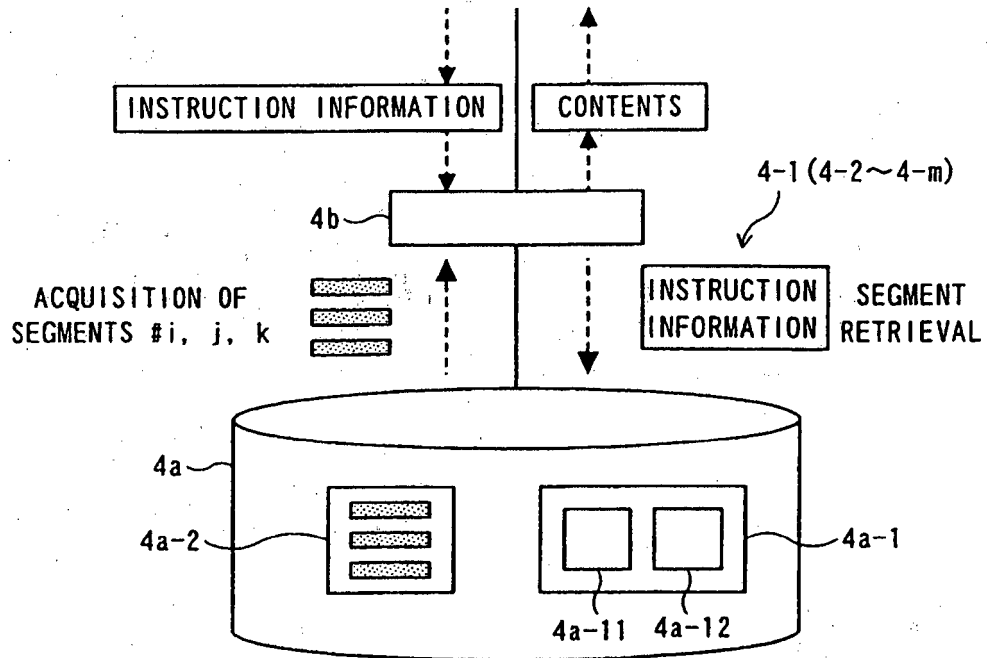 INSTRUCTION INFORMATION
CONTENTS
4-1(4-2～4-m)
4b
ACQUISITION OF
SEGMENTS #i, j, k
INSTRUCTION
INFORMATION
SEGMENT
RETRIEVAL
4a
4a-2
4a-1
4a-11
4a-12